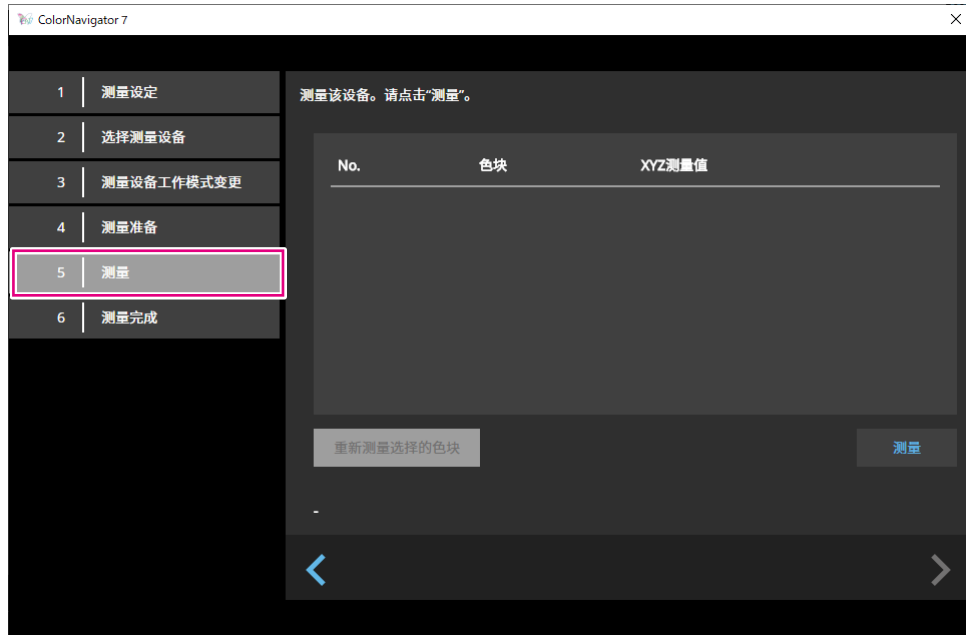 ColorNavigator 7
1 测量设定
2 选择测量设备
3 测量设备工作模式变更
4 测量准备
5 测量
6 测量完成
测量该设备。请点击“测量”。
No. 色块 XYZ测量值
重新测量选择的色块 测量
-